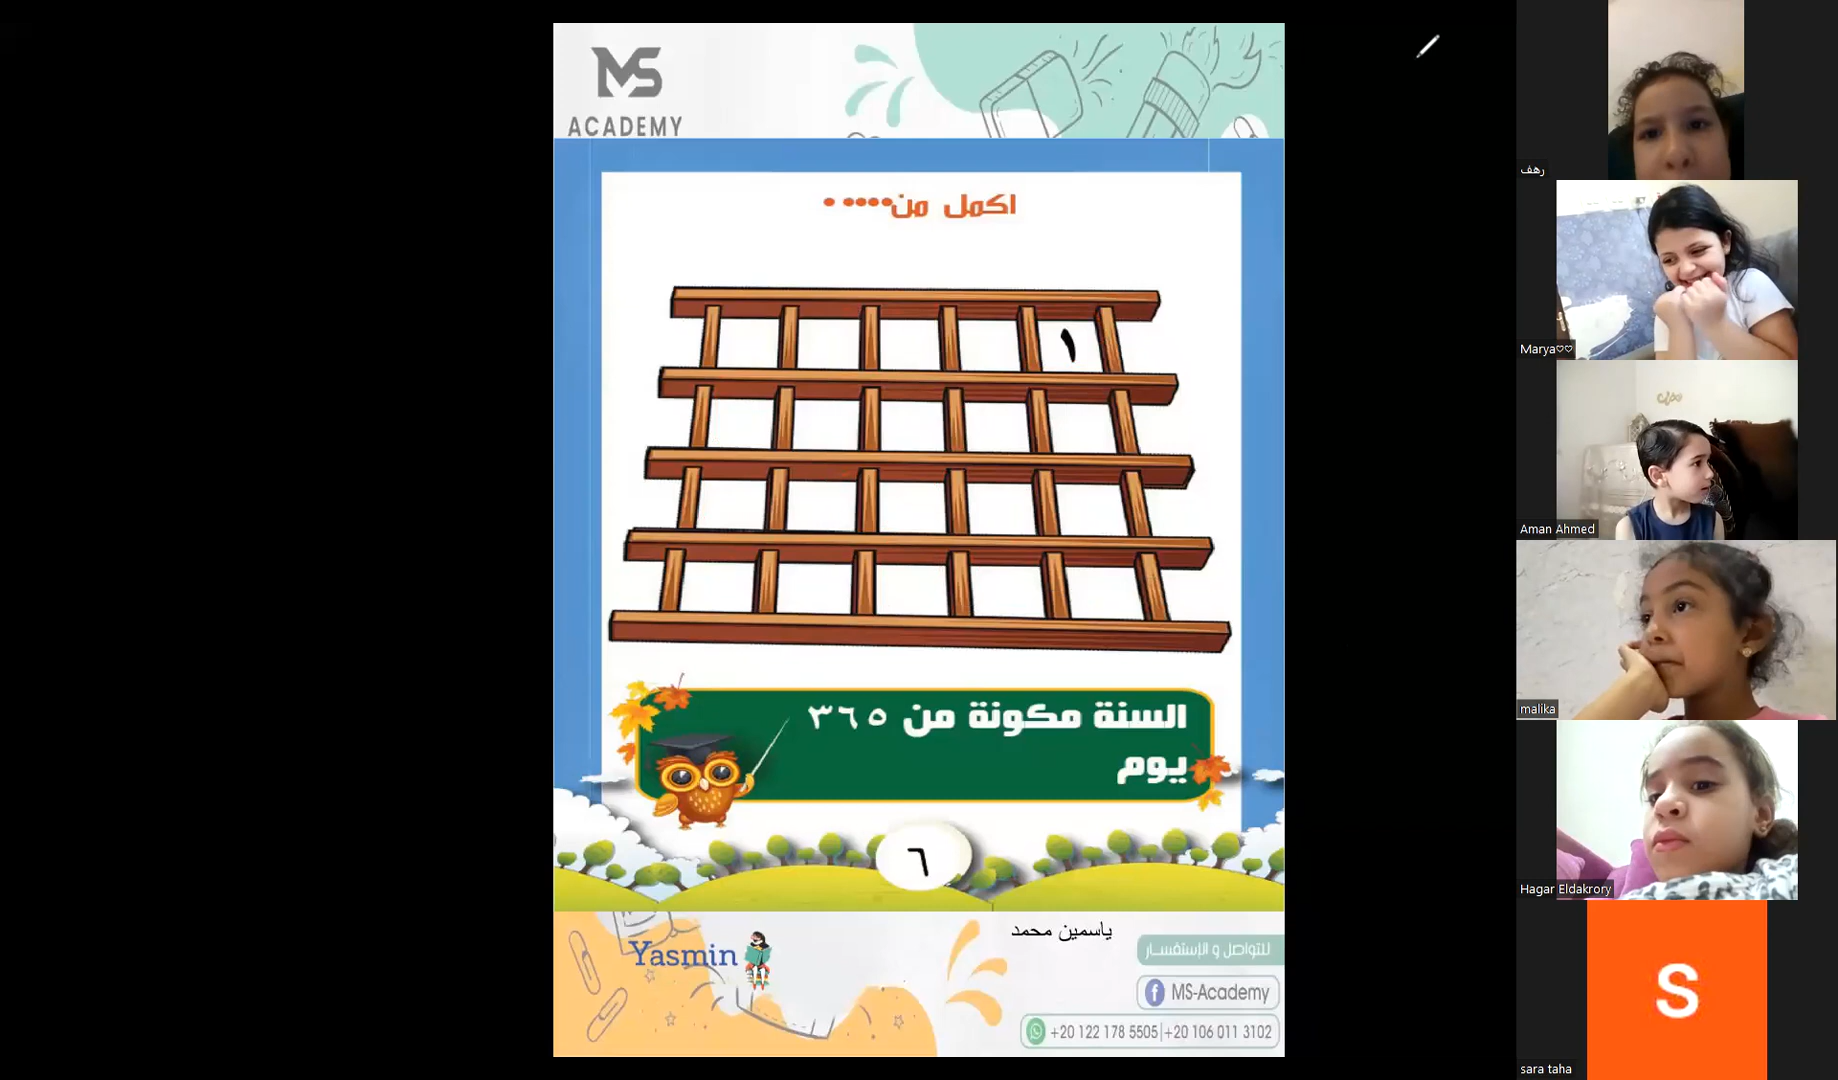 MS
ACADEMY
اكمل من••••• •
١
السنة مكونة من ٣٦٥
يوم
٦
Yasmin
ياسمين محمد
للتواصل و الإستفسار
MS-Academy
+20 122 178 5505|+20 106 011 3102
رهف
Marya♡♡
Aman Ahmed
malika
Hagar Eldakrory
S
sara taha